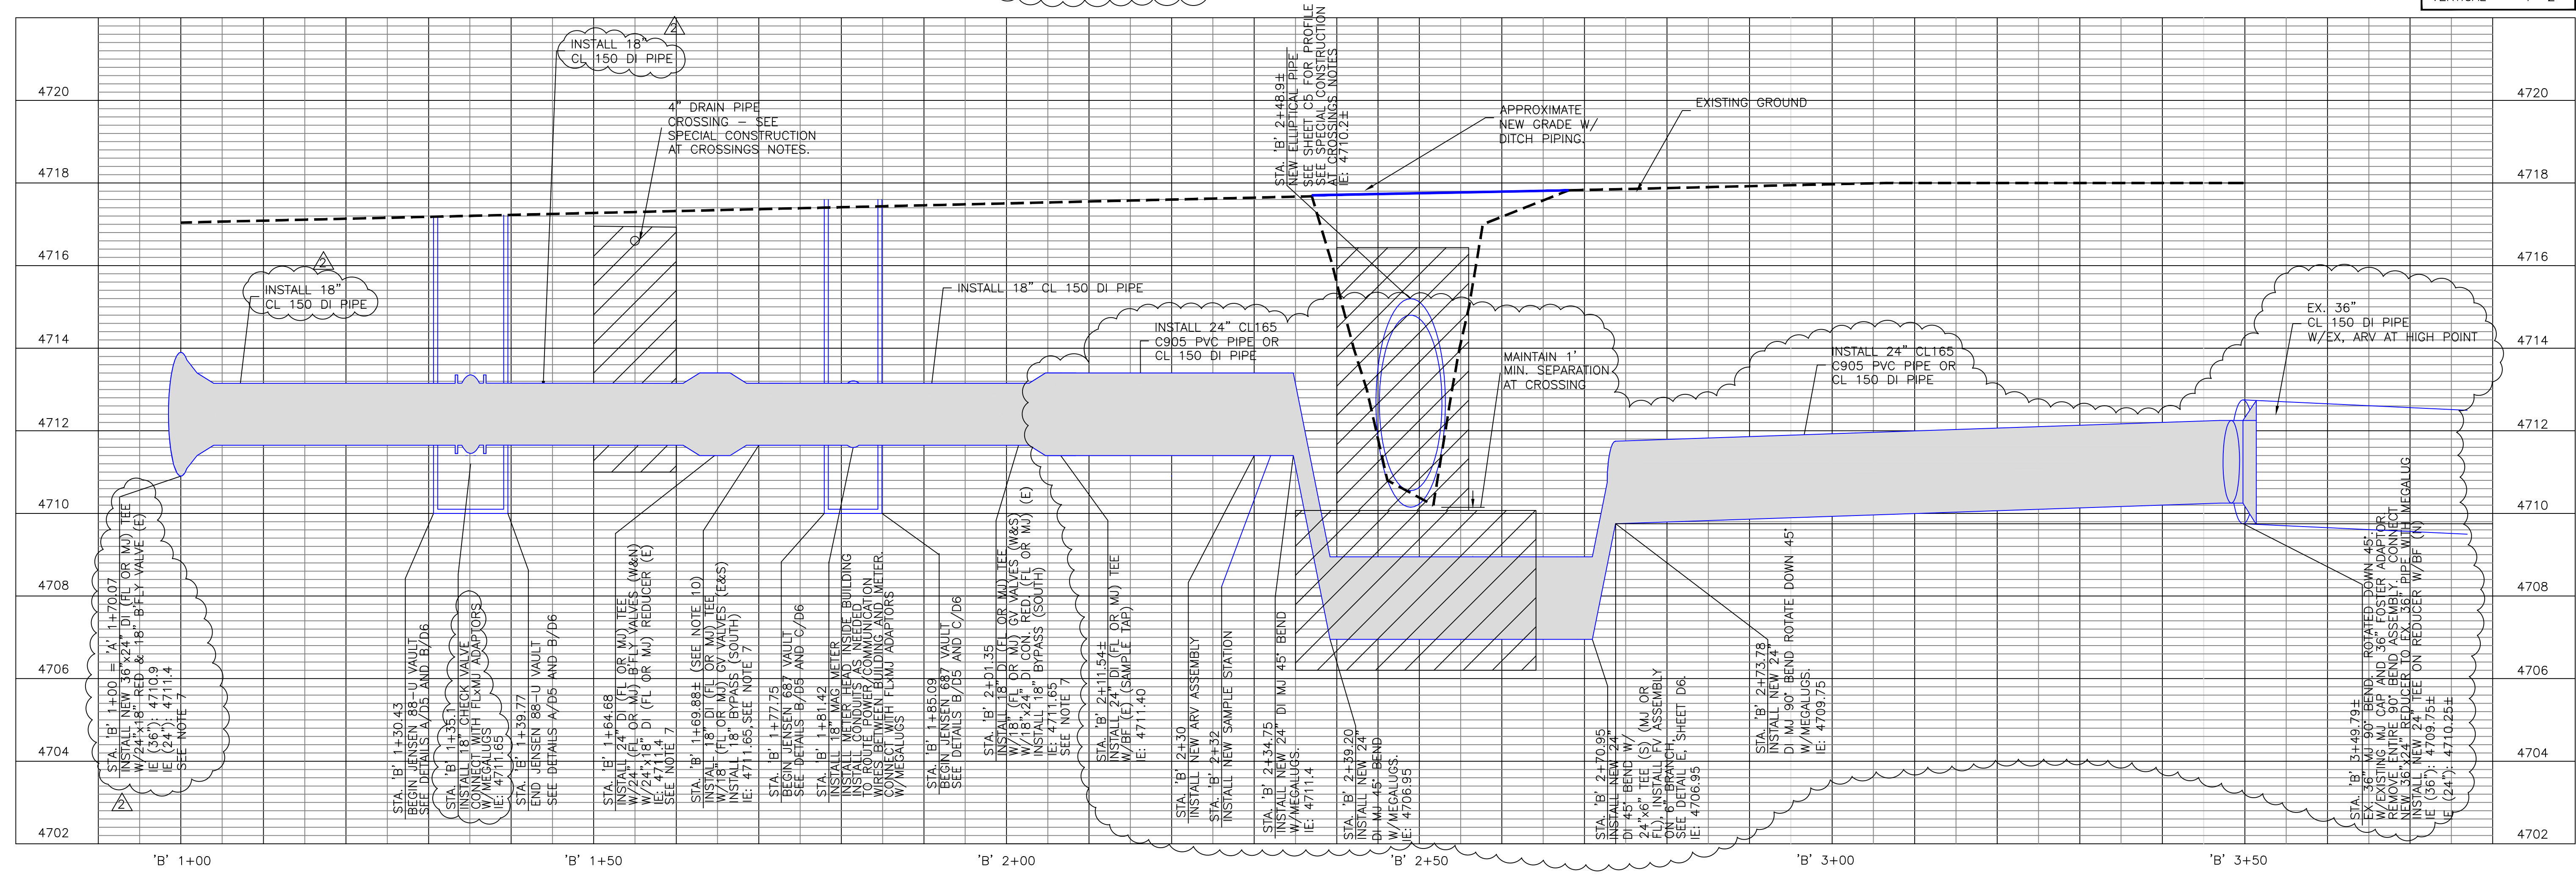 VERTICAL 1"=2'
4720
4718
4716
4714
4712
4710
4708
4706
4704
4702
INSTALL 18"
CL 150 DI PIPE
2
INSTALL 18"
CL 150 DI PIPE
2
4" DRAIN PIPE
CROSSING – SEE
SPECIAL CONSTRUCTION
AT CROSSINGS NOTES.
INSTALL 18" CL 150 DI PIPE
INSTALL 24" CL165
C905 PVC PIPE OR
CL 150 DI PIPE
STA. 'B' 2+48.9±
NEW ELLIPTICAL PIPE
SEE SHEET C5 FOR PROFILE
SEE SPECIAL CONSTRUCTION
AT CROSSINGS NOTES
IE: 4710.2±
APPROXIMATE
NEW GRADE W/
DITCH PIPING.
EXISTING GROUND
MAINTAIN 1'
MIN. SEPARATION
AT CROSSING
INSTALL 24" CL165
C905 PVC PIPE OR
CL 150 DI PIPE
EX. 36"
CL 150 DI PIPE
W/EX, ARV AT HIGH POINT
STA. 'B' 1+00 = 'A' 1+70.07
INSTALL NEW 36"x24" DI (FL OR MJ) TEE
W/24"x18" RED & 18" B'FLY VALVE (E)
IE (36"): 4710.9
IE (24"): 4711.4
SEE NOTE 7
2
STA. 'B' 1+30.43
BEGIN JENSEN 88-U VAULT
SEE DETAILS A/D5 AND B/D6
STA. 'B' 1+35.1
INSTALL 18" CHECK VALVE
CONNECT WITH FLxMJ ADAPTORS
W/MEGALUGS
IE: 4711.65
STA. 'B' 1+39.77
END JENSEN 88-U VAULT
SEE DETAILS A/D5 AND B/D6
STA. 'B' 1+64.68
INSTALL 24" DI (FL OR MJ) TEE
W/24" (FL OR MJ) B'FLY VALVES (W&N)
W/24"x18" DI (FL OR MJ) REDUCER (E)
IE: 4711.4
SEE NOTE 7
STA. 'B' 1+69.88± (SEE NOTE 10)
INSTALL 18" DI (FL OR MJ) TEE
W/18" (FL OR MJ) GV VALVES (E&S)
INSTALL 18" BYPASS (SOUTH)
IE: 4711.65,SEE NOTE 7
STA. 'B' 1+77.75
BEGIN JENSEN 687 VAULT
SEE DETAILS B/D5 AND C/D6
STA. 'B' 1+81.42
INSTALL 18" MAG METER
INSTALL METER HEAD INSIDE BUILDING
INSTALL CONDUITS AS NEEDED
TO ROUTE POWER/COMMUNICATION
WIRES BETWEEN BUILDING AND METER.
CONNECT WITH FLxMJ ADAPTORS
W/MEGALUGS
STA. 'B' 1+85.09
BEGIN JENSEN 687 VAULT
SEE DETAILS B/D5 AND C/D6
STA. 'B' 2+01.35
INSTALL 18" DI (FL OR MJ) TEE
W/18" (FL OR MJ) GV VALVES (W&S)
W/18"x24" DI CON. RED. (FL OR MJ) (E)
INSTALL 18" BYPASS (SOUTH)
IE: 4711.65
SEE NOTE 7
STA. 'B' 2+11.54±
INSTALL 24" DI (FL OR MJ) TEE
W/BF (E) (SAMPLE TAP)
IE: 4711.40
STA. 'B' 2+30
INSTALL NEW ARV ASSEMBLY
STA. 'B' 2+32
INSTALL NEW SAMPLE STATION
STA. 'B' 2+34.75
INSTALL NEW 24" DI MJ 45° BEND
W/MEGALUGS.
IE: 4711.4
STA. 'B' 2+39.20
INSTALL NEW 24"
DI MJ 45° BEND
W/MEGALUGS.
IE: 4706.95
STA. 'B' 2+70.95
INSTALL NEW 24"
DI 45° BEND W/
24"x6" TEE (S) (MJ OR
FL), INSTALL FV ASSEMBLY
ON 6" BRANCH,
SEE DETAIL E, SHEET D6.
IE: 4706.95
STA. 'B' 2+73.78
INSTALL NEW 24"
DI MJ 90° BEND ROTATE DOWN 45°
W/MEGALUGS.
IE: 4709.75
STA. 'B' 3+49.79±
EX. 36" MJ 90° BEND. ROTATED DOWN 45°.
W/EXISTING MJ CAP AND 36" FOSTER ADAPTOR.
REMOVE ENTIRE 90° BEND ASSEMBLY. CONNECT
NEW 36"x24" REDUCER TO EX. 36" PIPE WITH MEGALUG
INSTALL NEW 24" TEE ON REDUCER W/BF (N)
IE (36"): 4709.75±
IE (24"): 4710.25±
4720
4718
4716
4714
4712
4710
4708
4706
4704
4702
'B' 1+00
'B' 1+50
'B' 2+00
'B' 2+50
'B' 3+00
'B' 3+50